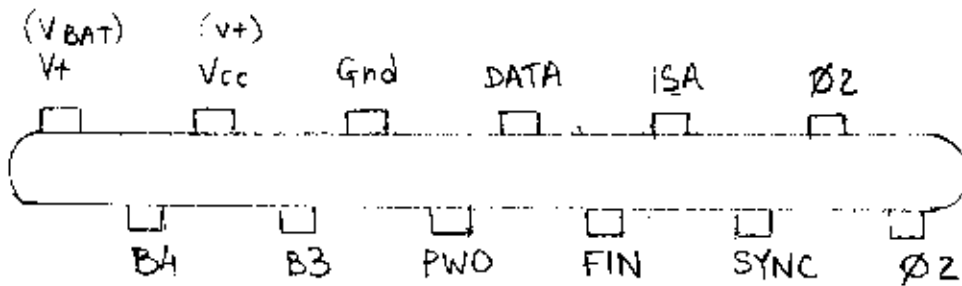 (VBAT) (V+)
V+ Vcc Gnd DATA ISA Ø2
B4 B3 PWO FIN SYNC Ø2